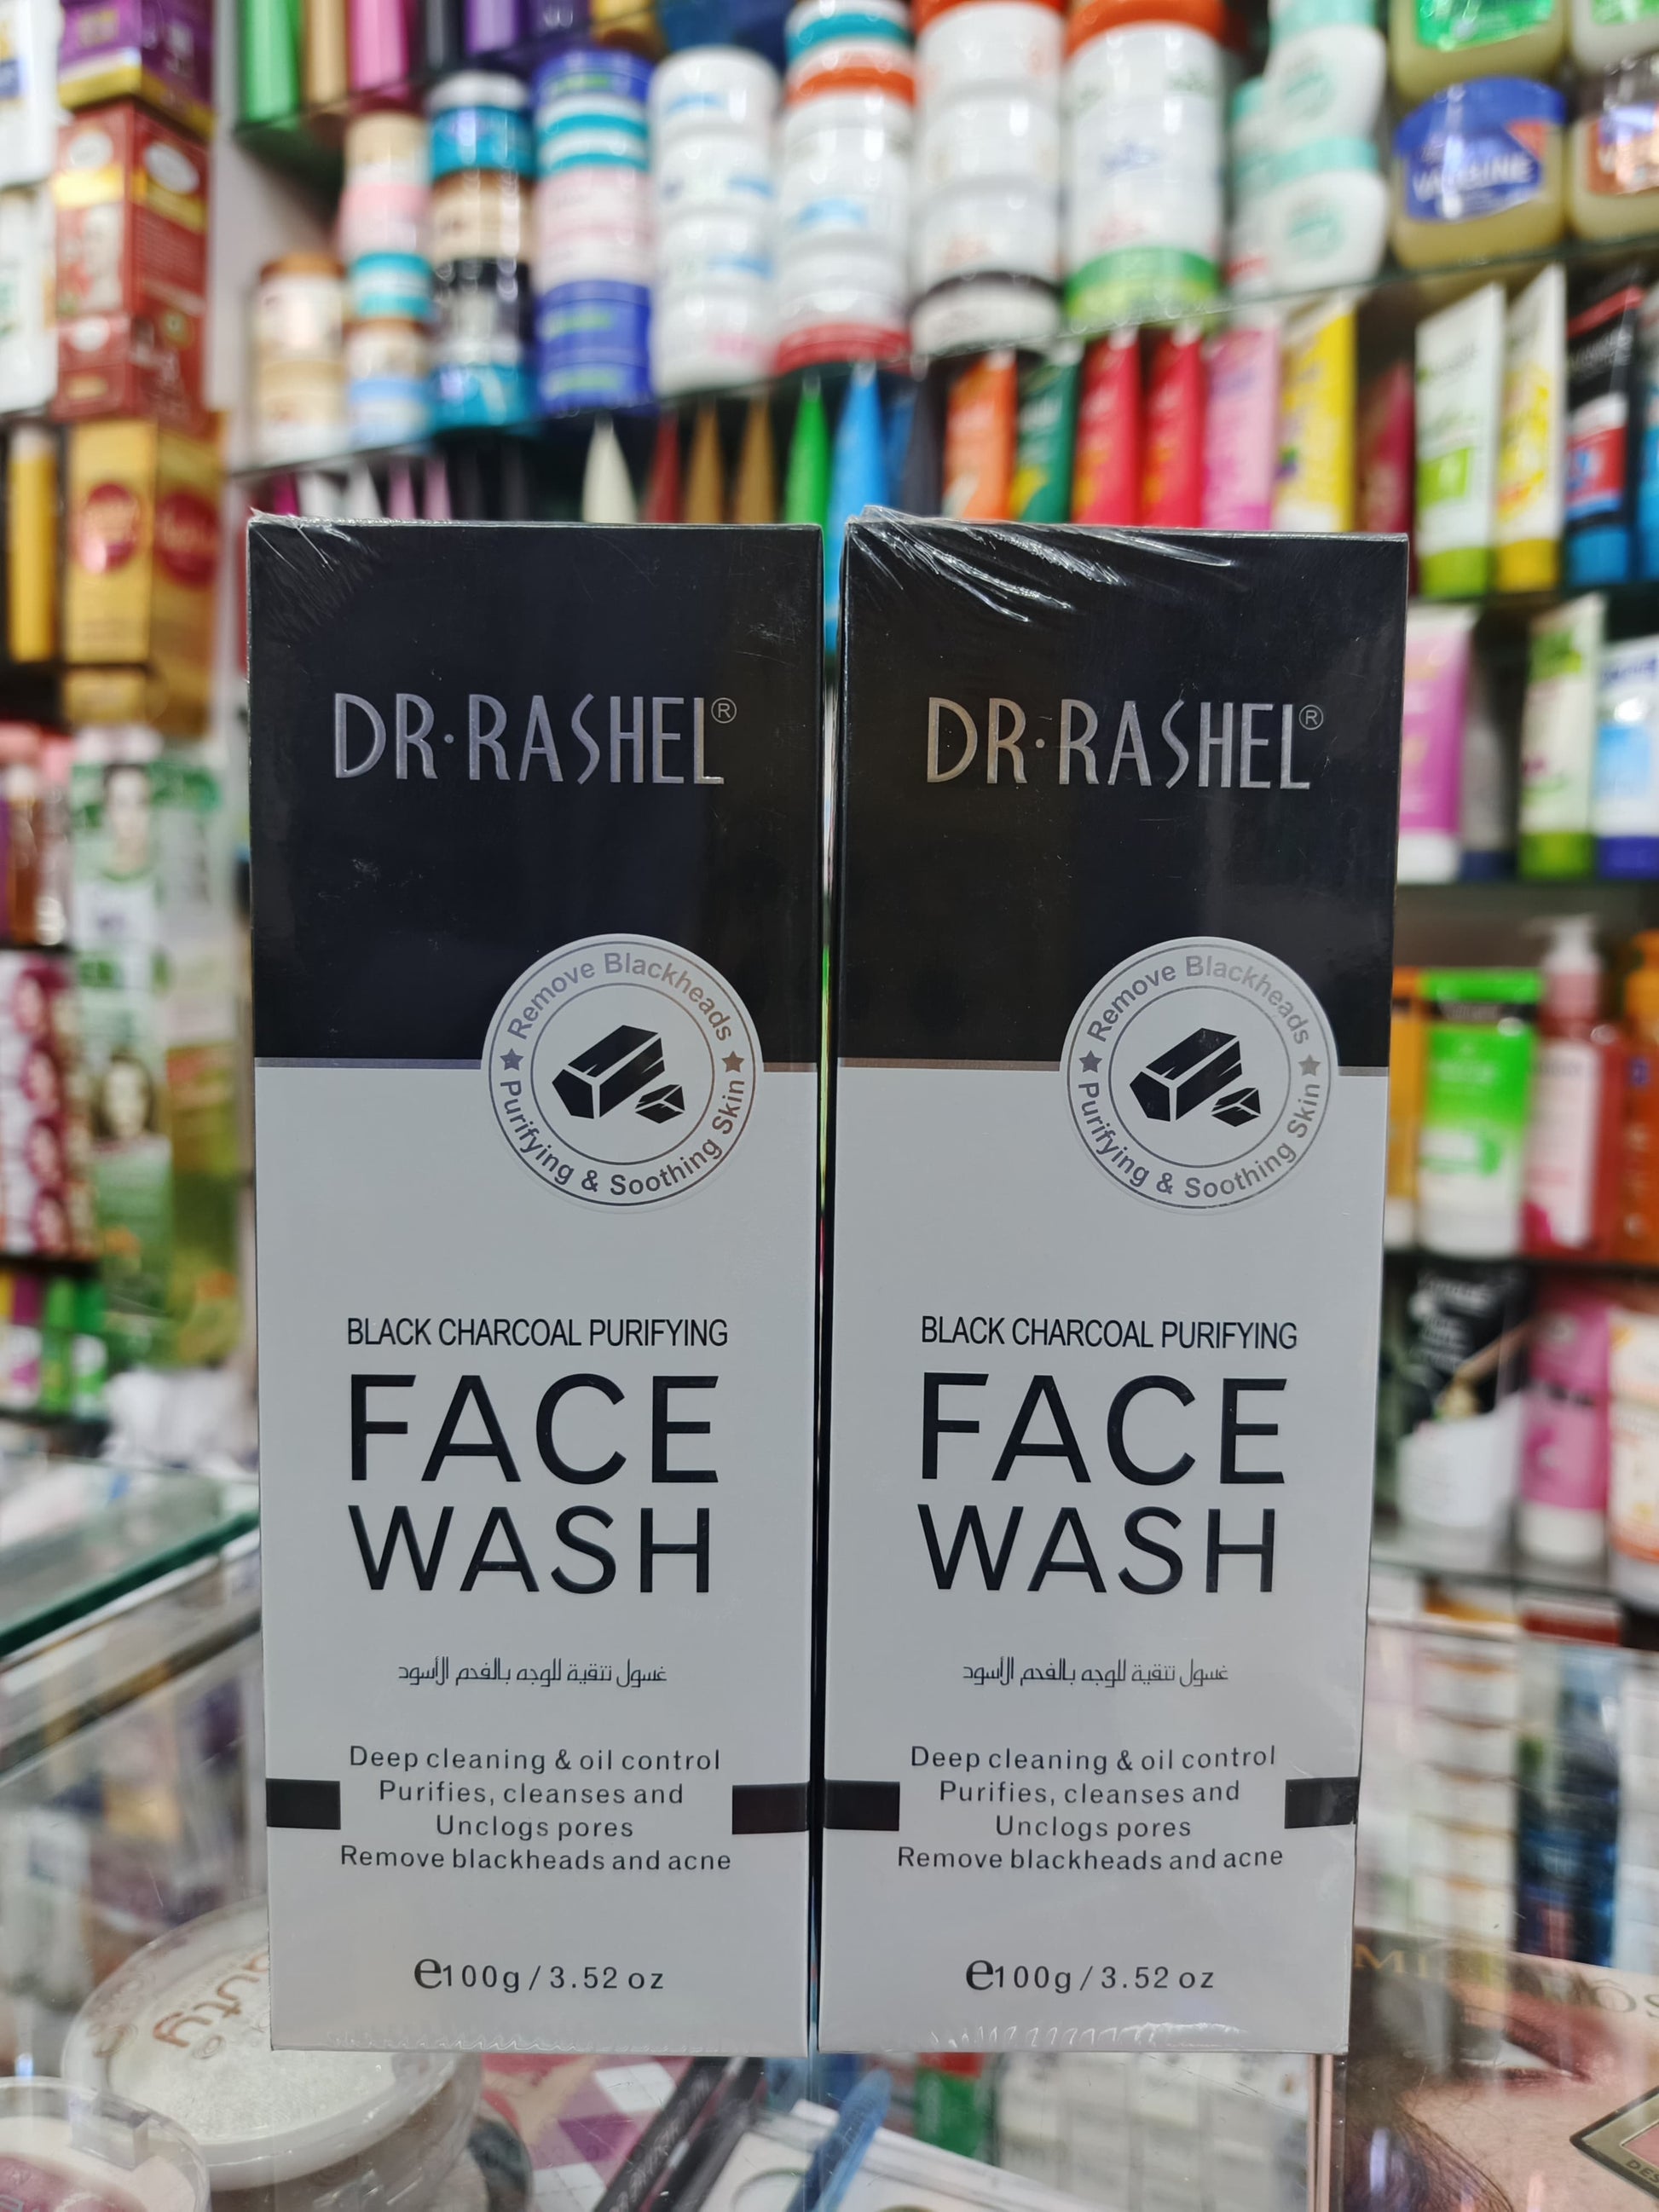 VASELINE
DR·RASHEL®
Remove Blackheads
Purifying & Soothing Skin
BLACK CHARCOAL PURIFYING
FACE
WASH
غسول تنقية للوجه بالفحم الأسود
Deep cleaning & oil control
Purifies, cleanses and
Unclogs pores
Remove blackheads and acne
e100g / 3.52 oz
DR·RASHEL®
Remove Blackheads
Purifying & Soothing Skin
BLACK CHARCOAL PURIFYING
FACE
WASH
غسول تنقية للوجه بالفحم الأسود
Deep cleaning & oil control
Purifies, cleanses and
Unclogs pores
Remove blackheads and acne
e100g / 3.52 oz